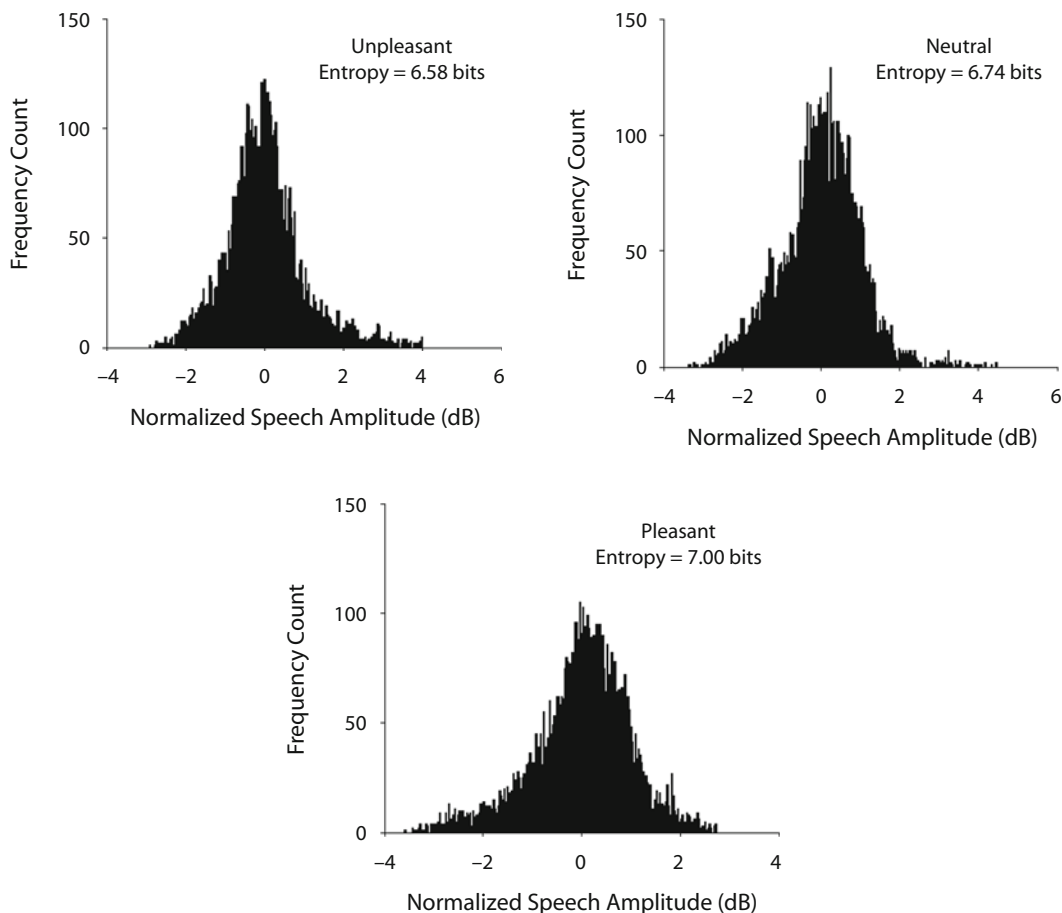 150
Unpleasant
Entropy = 6.58 bits
100
50
0
Frequency Count
−4 −2 0 2 4 6
Normalized Speech Amplitude (dB)
150
Neutral
Entropy = 6.74 bits
100
50
0
Frequency Count
−4 −2 0 2 4 6
Normalized Speech Amplitude (dB)
150
Pleasant
Entropy = 7.00 bits
100
50
0
Frequency Count
−4 −2 0 2 4
Normalized Speech Amplitude (dB)